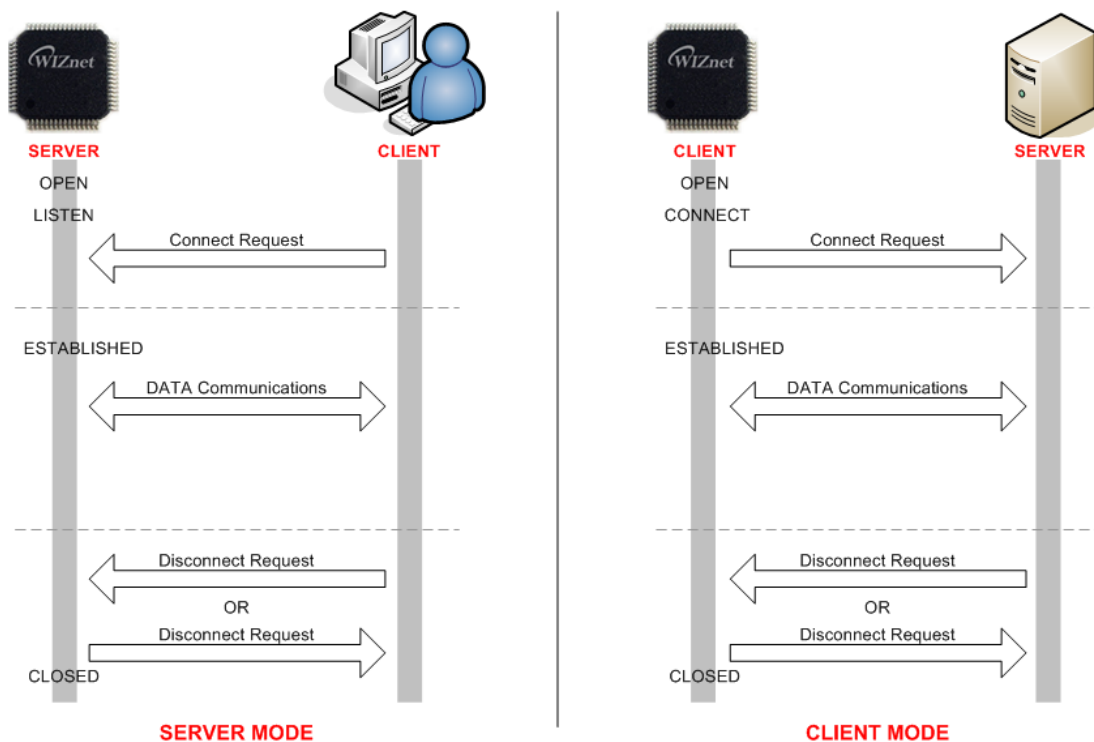 WIZnet
SERVER
CLIENT
OPEN
LISTEN
Connect Request
ESTABLISHED
DATA Communications
Disconnect Request
OR
Disconnect Request
CLOSED
SERVER MODE
WIZnet
CLIENT
SERVER
OPEN
CONNECT
Connect Request
ESTABLISHED
DATA Communications
Disconnect Request
OR
Disconnect Request
CLOSED
CLIENT MODE